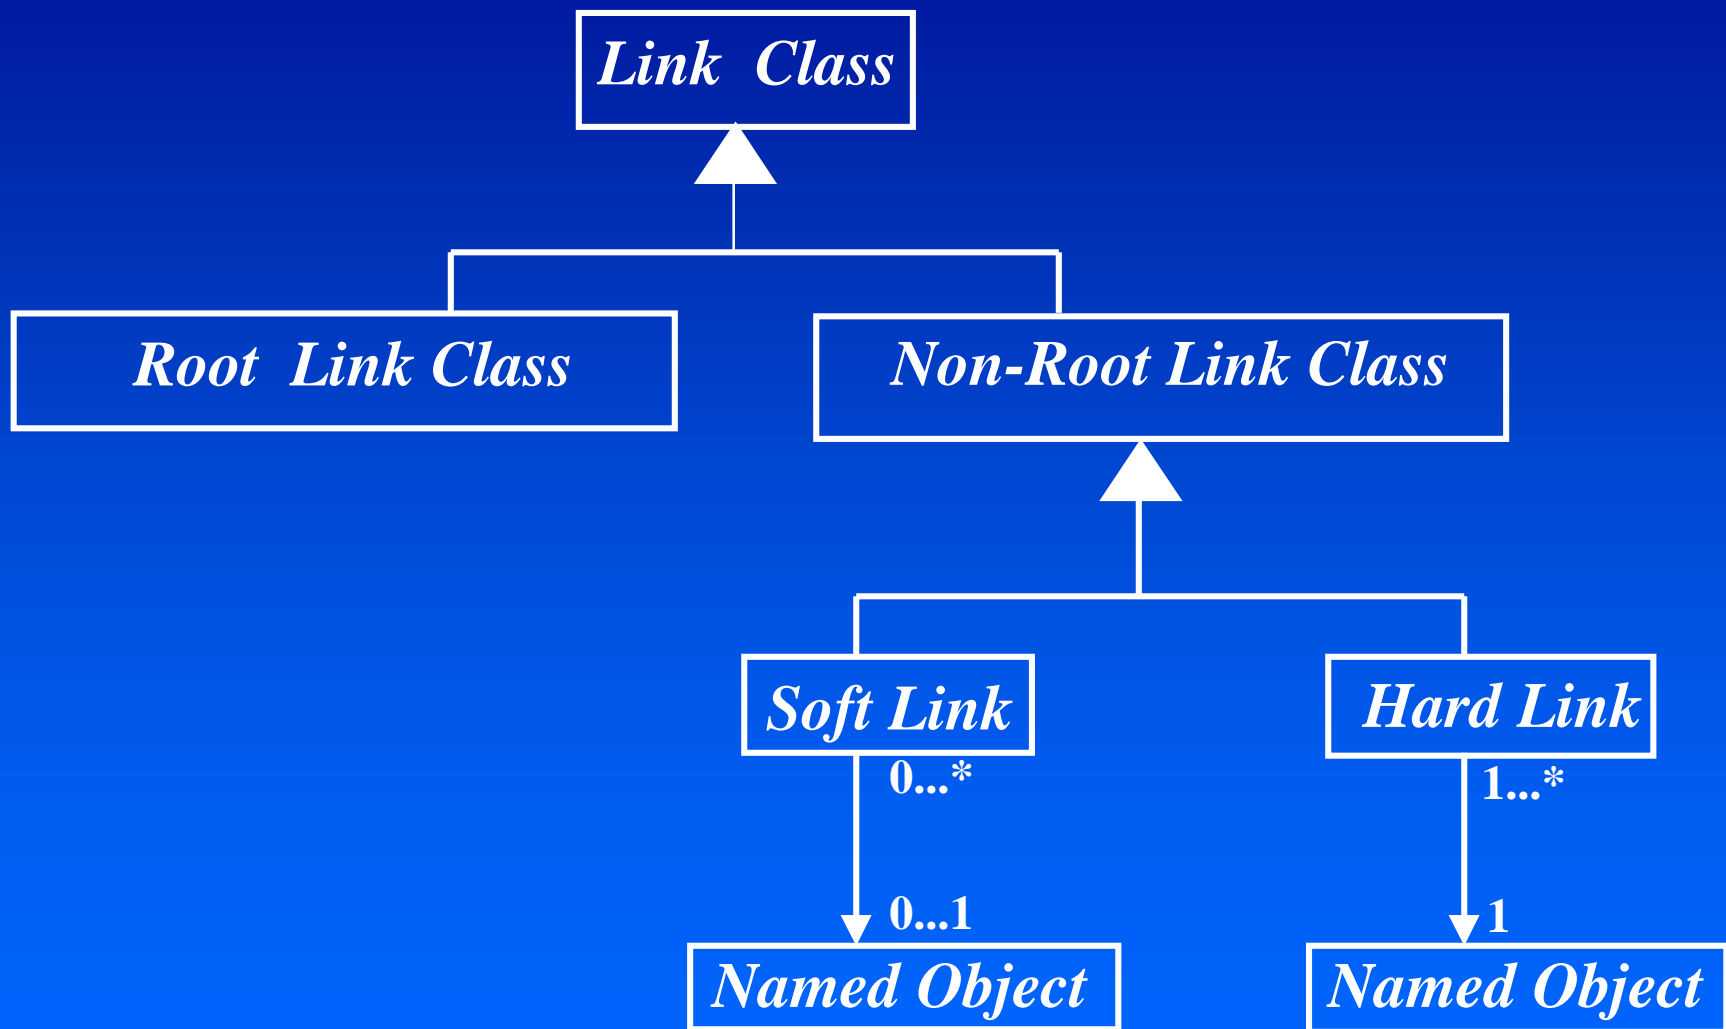 Link Class
Root Link Class
Non-Root Link Class
Soft Link
Hard Link
0...*
1...*
0...1
1
Named Object
Named Object